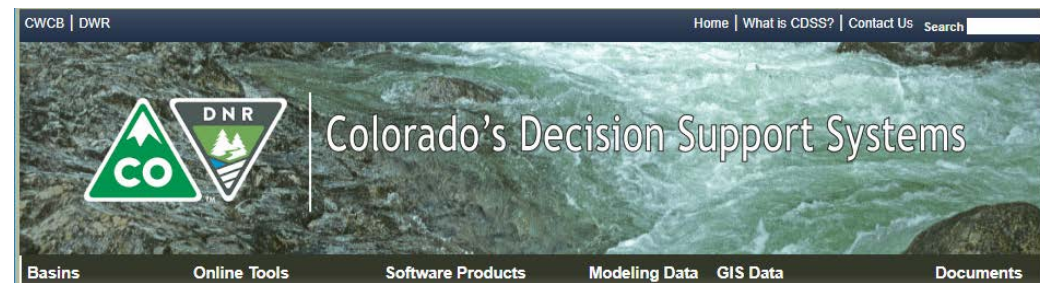 CWCB | DWR
Home | What is CDSS? | Contact Us Search
DNR
CO
TM
Colorado's Decision Support Systems
Basins Online Tools Software Products Modeling Data GIS Data Documents